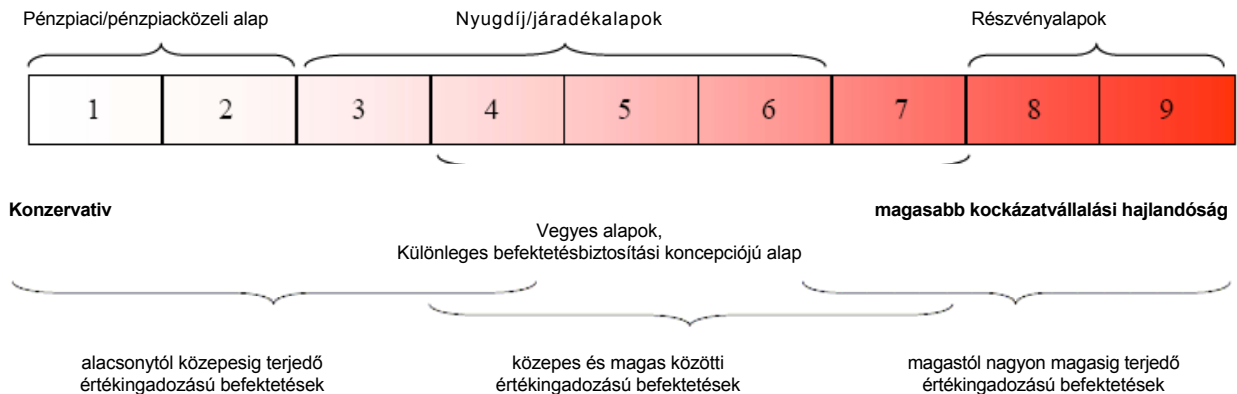 Pénzpiaci/pénzpiacközeli alap Nyugdíj/járadékalapok Részvényalapok
1 2 3 4 5 6 7 8 9
Konzervativ magasabb kockázatvállalási hajlandóság
Vegyes alapok,
Különleges befektetésbiztosítási koncepciójú alap
alacsonytól közepesig terjedő
értékingadozású befektetések
közepes és magas közötti
értékingadozású befektetések
magastól nagyon magasig terjedő
értékingadozású befektetések